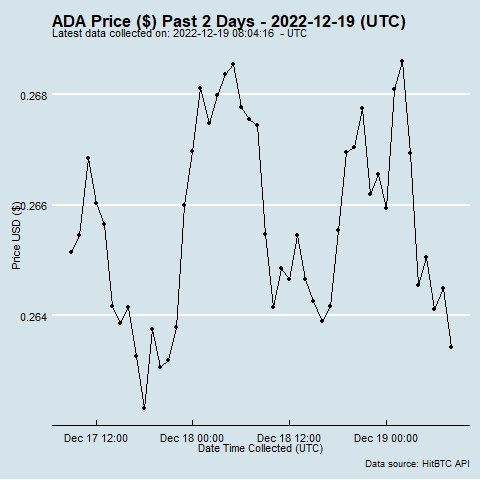 ADA Price ($) Past 2 Days - 2022-12-19 (UTC)
Latest data collected on: 2022-12-19 08:04:16  - UTC
0.268
0.266
0.264
Price USD ($)
Dec 17 12:00 Dec 18 00:00 Dec 18 12:00 Dec 19 00:00
Date Time Collected (UTC)
Data source: HitBTC API